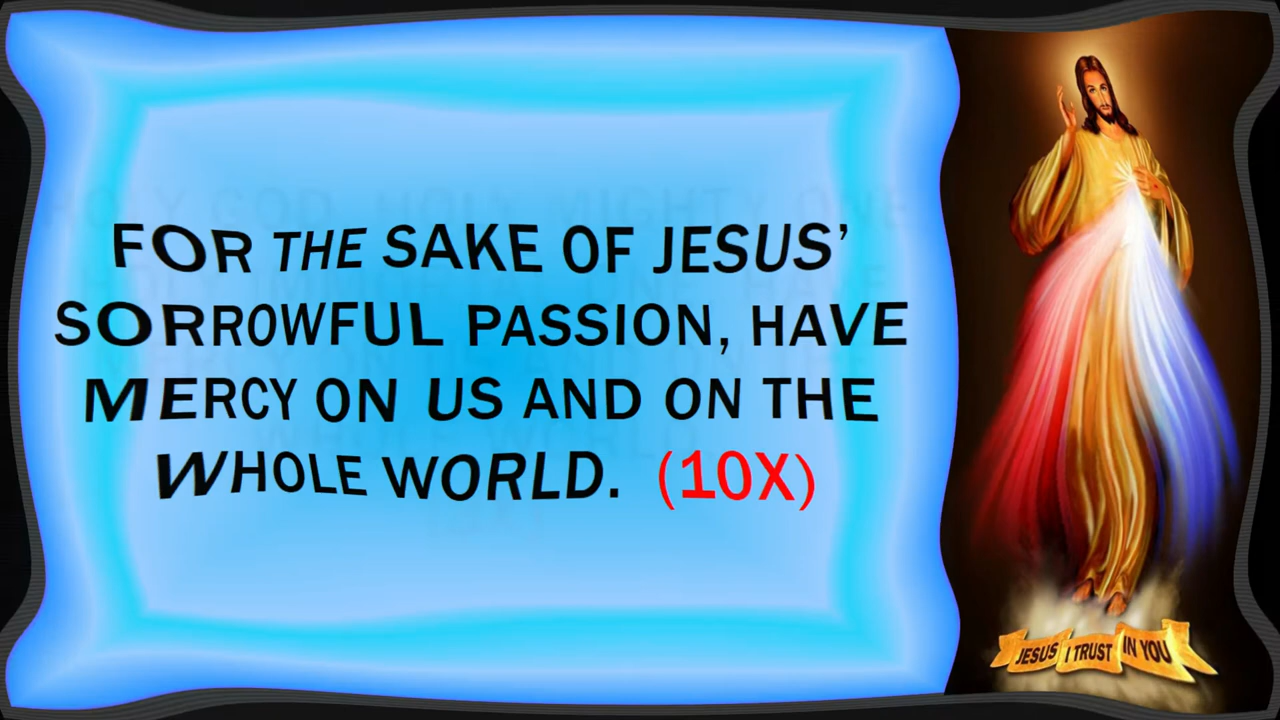 FOR THE SAKE OF JESUS’
SORROWFUL PASSION, HAVE
MERCY ON US AND ON THE
WHOLE WORLD. (10X)
JESUS I TRUST IN YOU